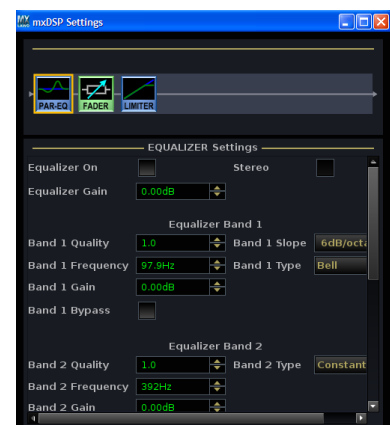 MX mxDSP Settings
PAR-EQ FADER LIMITER
EQUALIZER Settings
Equalizer On Stereo
Equalizer Gain 0.00dB
Equalizer Band 1
Band 1 Quality 1.0 Band 1 Slope 6dB/octa
Band 1 Frequency 97.9Hz Band 1 Type Bell
Band 1 Gain 0.00dB
Band 1 Bypass
Equalizer Band 2
Band 2 Quality 1.0 Band 2 Type Constant
Band 2 Frequency 392Hz
Band 2 Gain 0.00dB